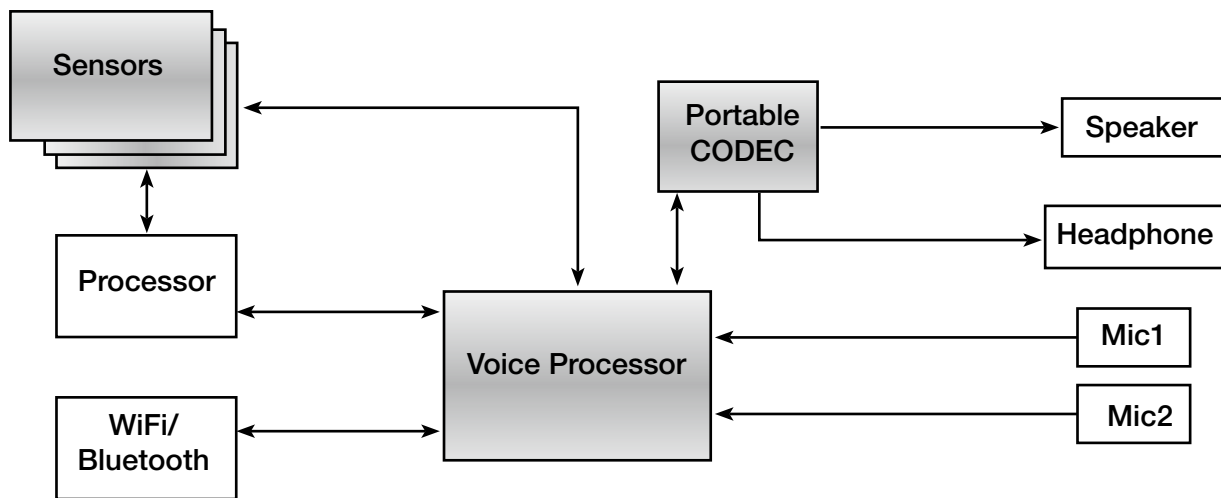 Sensors
Portable
CODEC
Speaker
Headphone
Processor
Voice Processor
Mic1
Mic2
WiFi/
Bluetooth